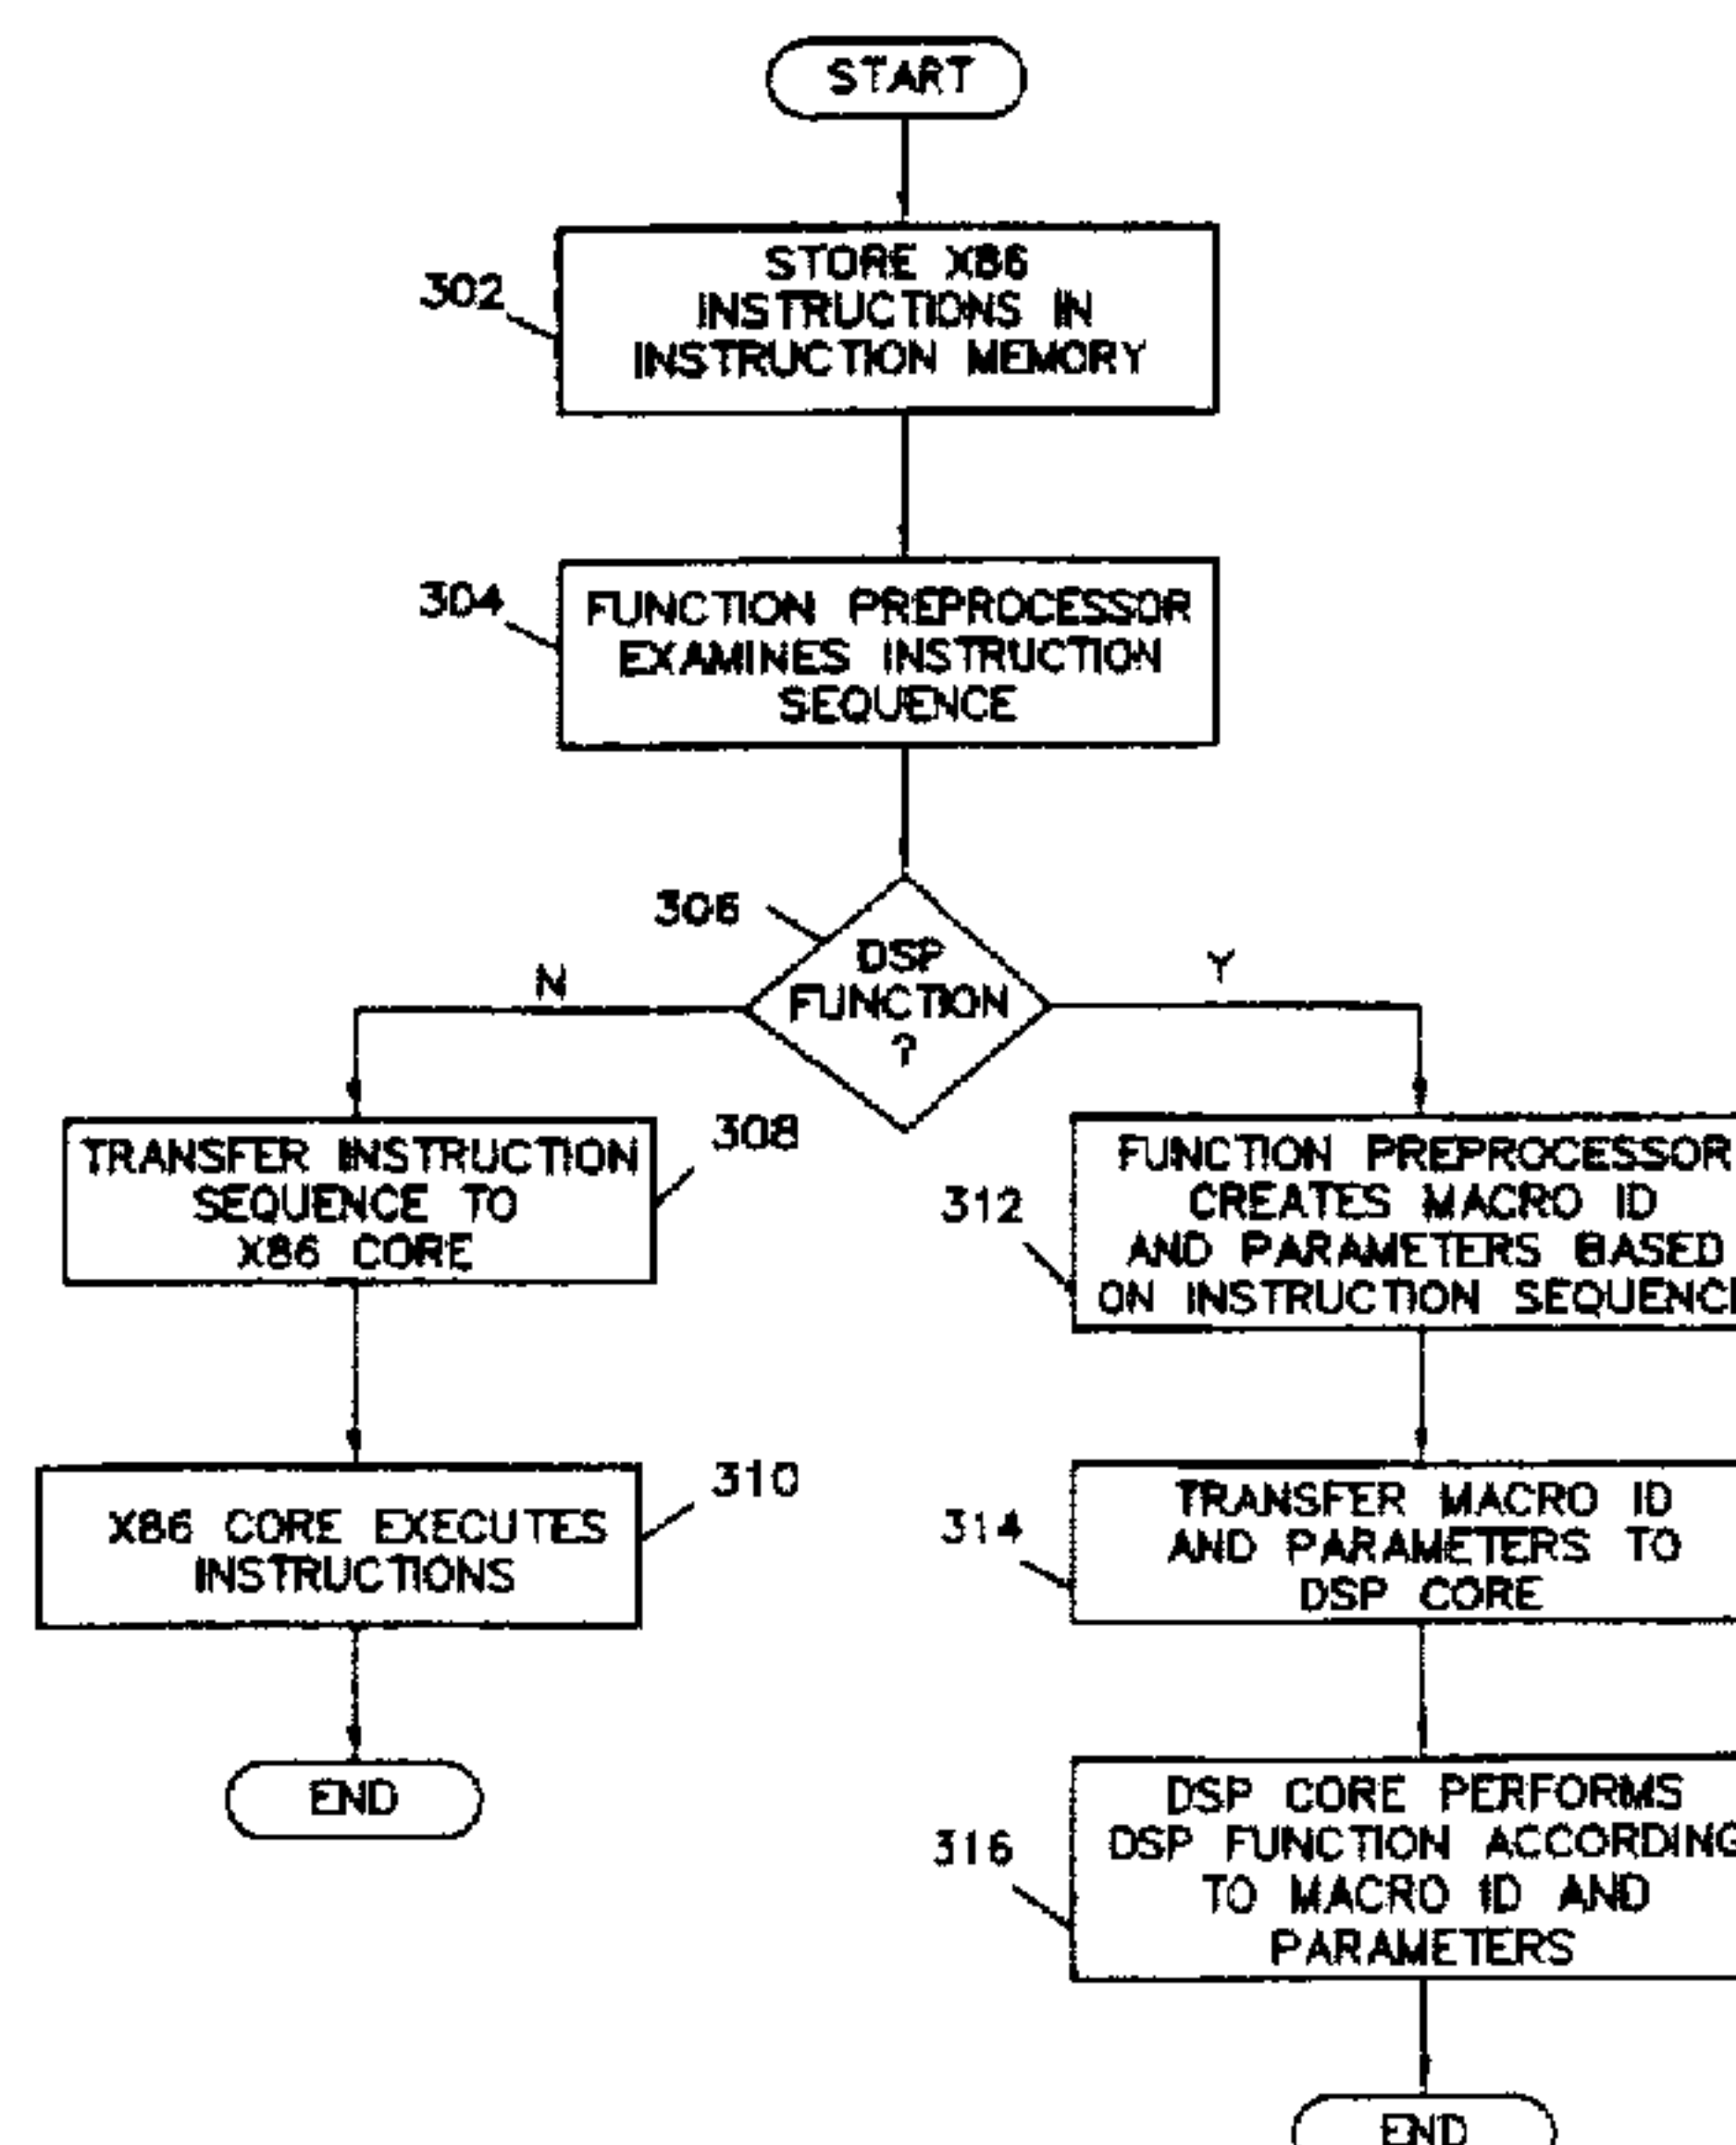 START
302
STORE X86
INSTRUCTIONS IN
INSTRUCTION MEMORY
304
FUNCTION PREPROCESSOR
EXAMINES INSTRUCTION
SEQUENCE
306
DSP
FUNCTION
?
N
Y
TRANSFER INSTRUCTION
SEQUENCE TO
X86 CORE
308
X86 CORE EXECUTES
INSTRUCTIONS
310
END
312
FUNCTION PREPROCESSOR
CREATES MACRO ID
AND PARAMETERS BASED
ON INSTRUCTION SEQUENCE
314
TRANSFER MACRO ID
AND PARAMETERS TO
DSP CORE
316
DSP CORE PERFORMS
DSP FUNCTION ACCORDING
TO MACRO ID AND
PARAMETERS
END